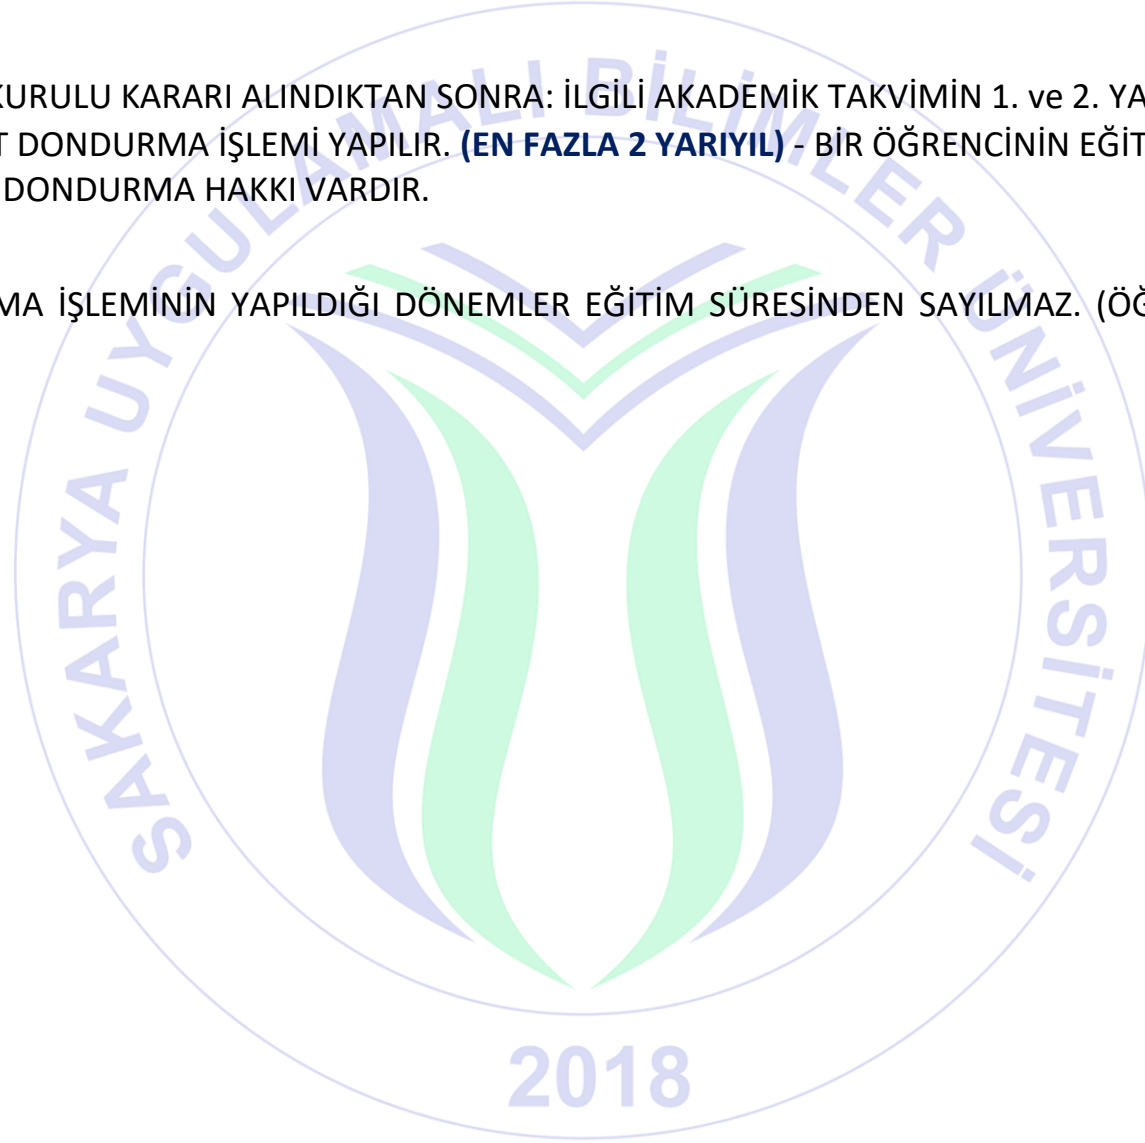 KURULU KARARI ALINDIKTAN SONRA: İLGİLİ AKADEMİK TAKVİMİN 1. ve 2. YA
T DONDURMA İŞLEMİ YAPILIR. (EN FAZLA 2 YARIYIL) - BİR ÖĞRENCİNİN EĞİT
DONDURMA HAKKI VARDIR.
MA İŞLEMİNİN YAPILDIĞI DÖNEMLER EĞİTİM SÜRESİNDEN SAYILMAZ. (ÖĞ
SAKARYA UYGULAMALI BİLİMLER ÜNİVERSİTESİ
2018